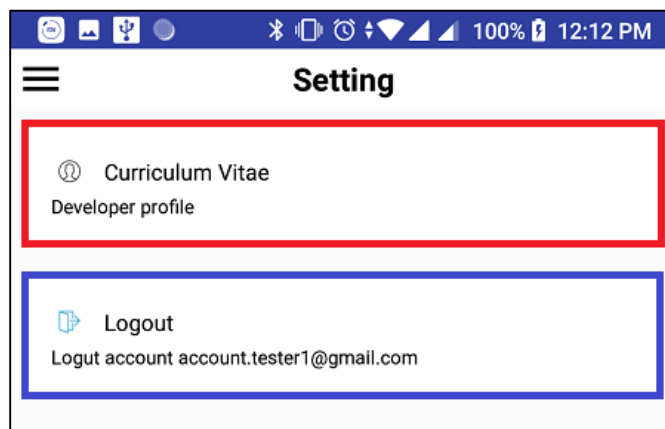 100% 12:12 PM
Setting
Curriculum Vitae
Developer profile
Logout
Logut account account.tester1@gmail.com